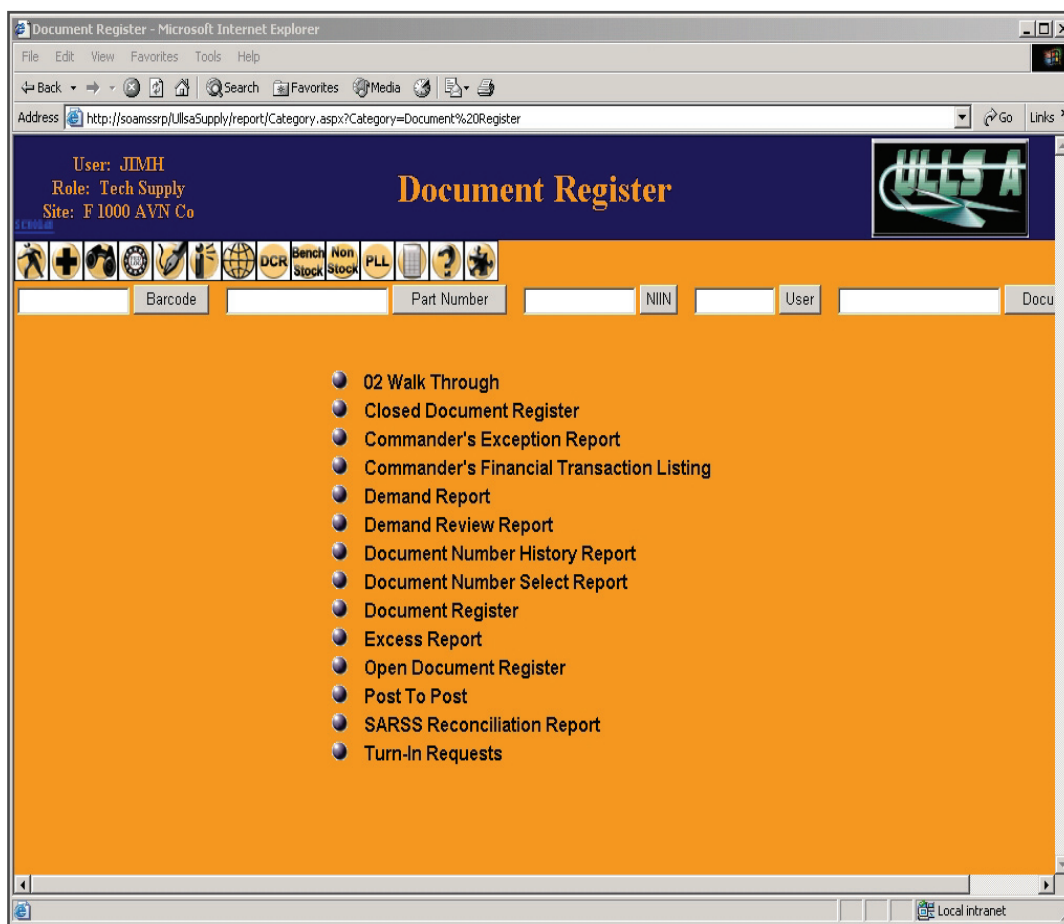 Document Register - Microsoft Internet Explorer
File Edit View Favorites Tools Help
Back Search Favorites Media
Address http://soamssrp/UllsaSupply/report/Category.aspx?Category=Document%20Register Go Links
User: JIMH
Role: Tech Supply
Site: F 1000 AVN Co
Document Register
ULLS A
DCR Bench Stock Non Stock PLL ?
Barcode Part Number NIIN User Docu
02 Walk Through
Closed Document Register
Commander's Exception Report
Commander's Financial Transaction Listing
Demand Report
Demand Review Report
Document Number History Report
Document Number Select Report
Document Register
Excess Report
Open Document Register
Post To Post
SARSS Reconciliation Report
Turn-In Requests
Local intranet